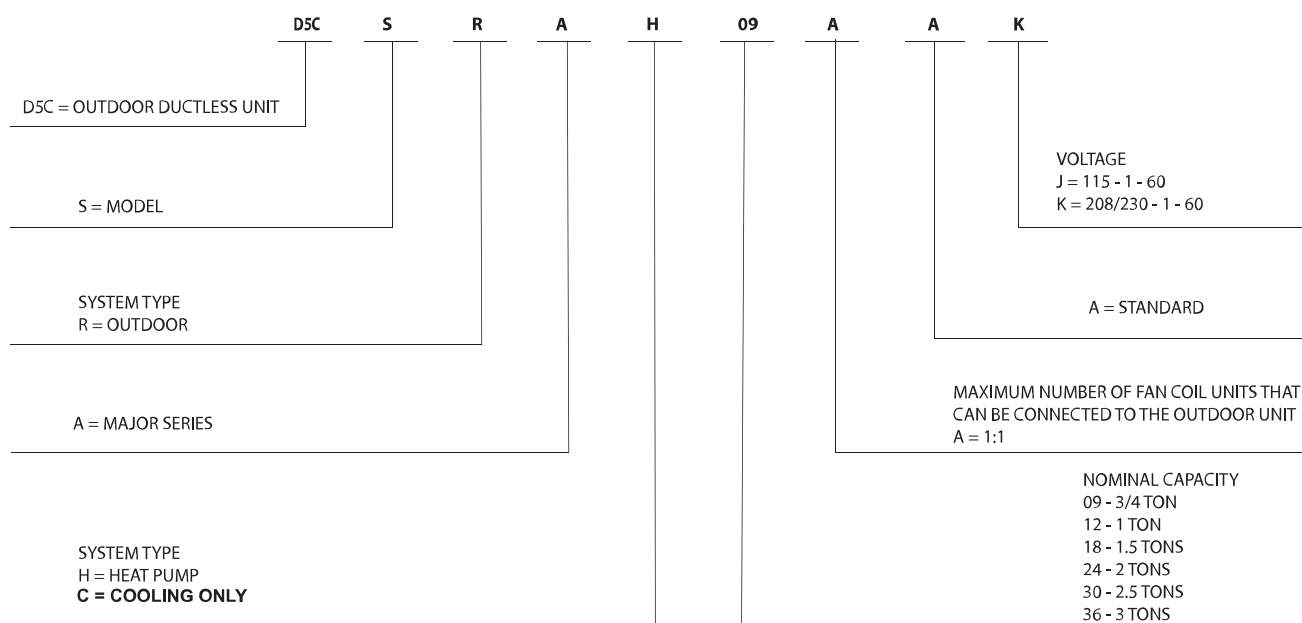 D5C S R A H 09 A A K
D5C = OUTDOOR DUCTLESS UNIT
S = MODEL
SYSTEM TYPE
R = OUTDOOR
A = MAJOR SERIES
SYSTEM TYPE
H = HEAT PUMP
C = COOLING ONLY
VOLTAGE
J = 115 - 1 - 60
K = 208/230 - 1 - 60
A = STANDARD
MAXIMUM NUMBER OF FAN COIL UNITS THAT
CAN BE CONNECTED TO THE OUTDOOR UNIT
A = 1:1
NOMINAL CAPACITY
09 - 3/4 TON
12 - 1 TON
18 - 1.5 TONS
24 - 2 TONS
30 - 2.5 TONS
36 - 3 TONS